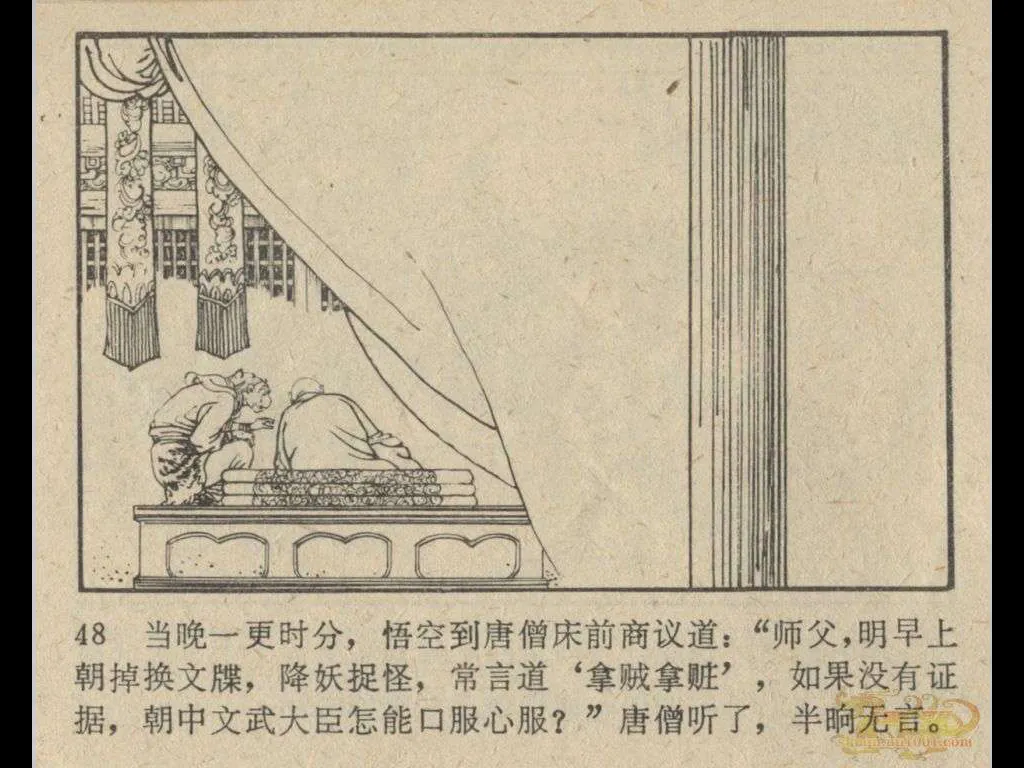 48 当晚一更时分，悟空到唐僧床前商议道：“师父，明早上
朝掉换文牒，降妖捉怪，常言道‘拿贼拿赃’，如果没有证
据，朝中文武大臣怎能口服心服？”唐僧听了，半晌无言。